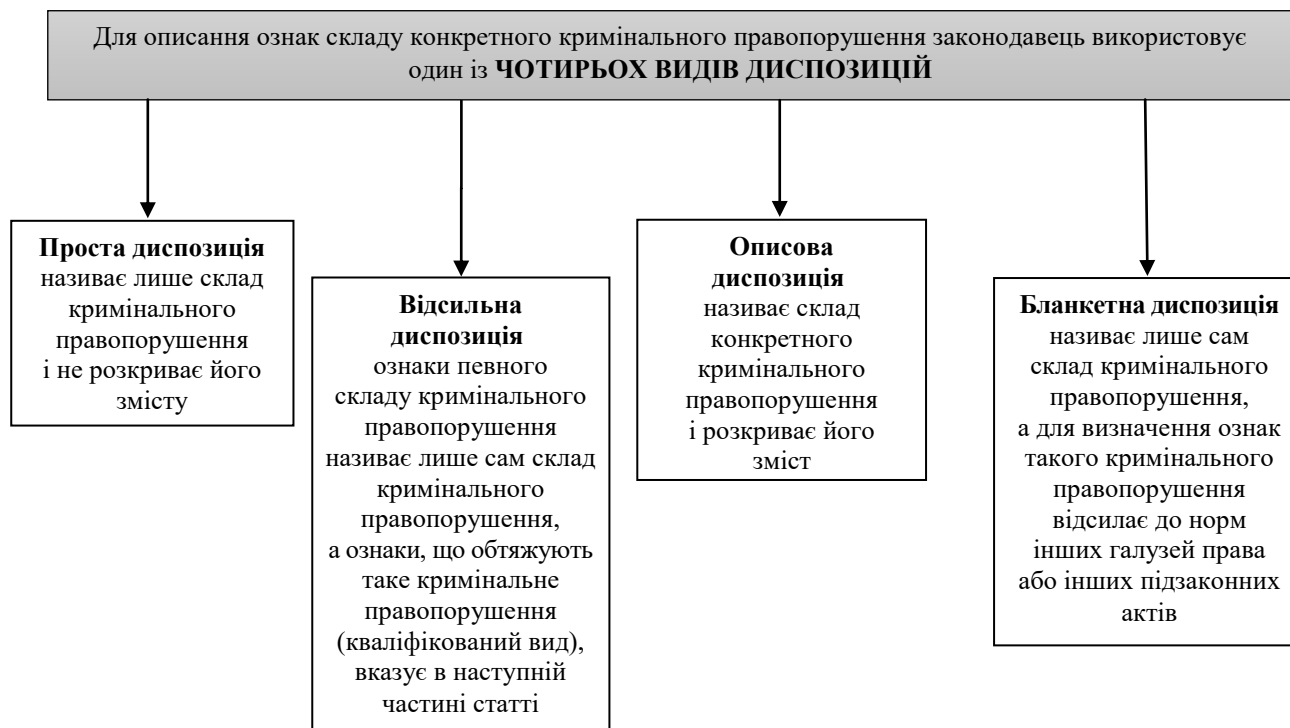 Для описання ознак складу конкретного кримінального правопорушення законодавець використовує
один із ЧОТИРЬОХ ВИДІВ ДИСПОЗИЦІЙ
Проста диспозиція
називає лише склад
кримінального
правопорушення
і не розкриває його
змісту
Відсильна
диспозиція
ознаки певного
складу кримінального
правопорушення
називає лише сам склад
кримінального
правопорушення,
а ознаки, що обтяжують
таке кримінальне
правопорушення
(кваліфікований вид),
вказує в наступній
частині статті
Описова
диспозиція
називає склад
конкретного
кримінального
правопорушення
і розкриває його
зміст
Бланкетна диспозиція
називає лише сам
склад кримінального
правопорушення,
а для визначення ознак
такого кримінального
правопорушення
відсилає до норм
інших галузей права
або інших підзаконних
актів